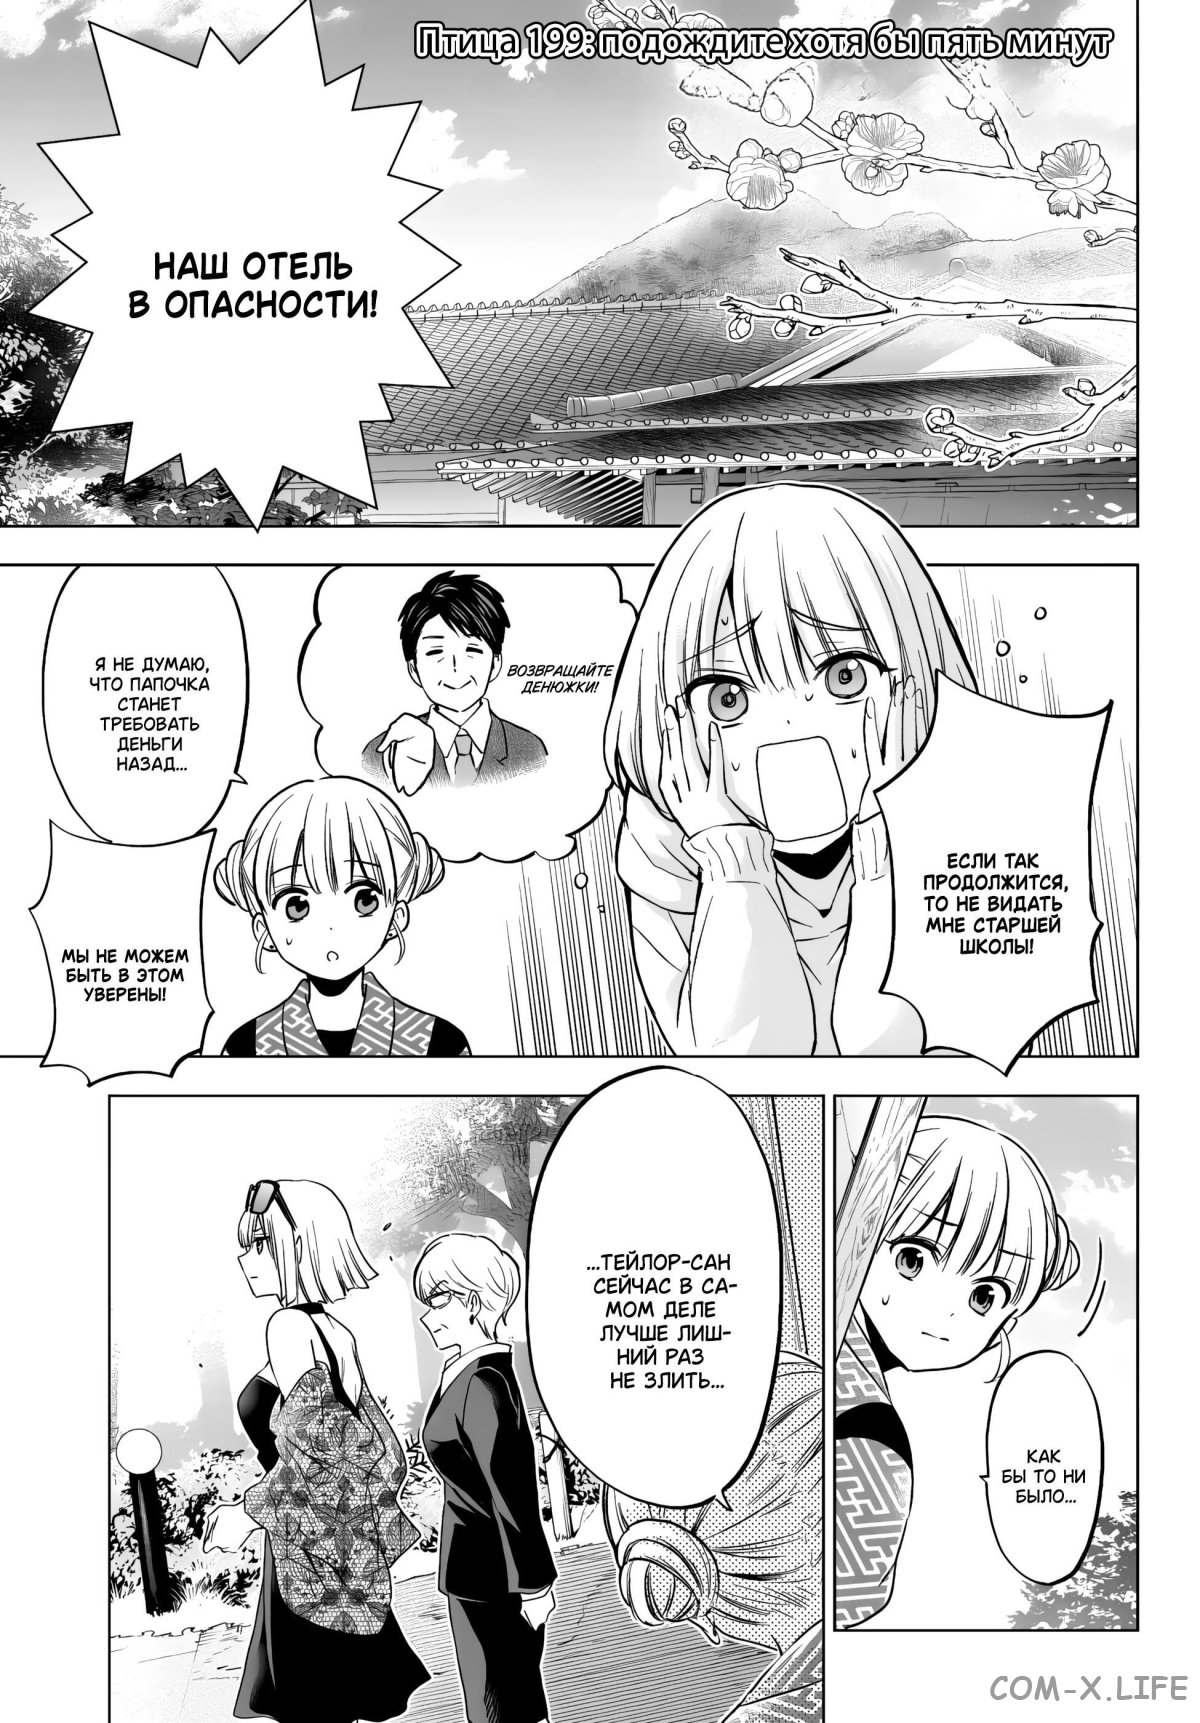 Птица 199: подождите хотя бы пять минут
НАШ ОТЕЛЬ
В ОПАСНОСТИ!
ЕСЛИ ТАК
ПРОДОЛЖИТСЯ,
ТО НЕ ВИДАТЬ
МНЕ СТАРШЕЙ
ШКОЛЫ!
ВОЗВРАЩАЙТЕ
ДЕНЮЖКИ!
Я НЕ ДУМАЮ,
ЧТО ПАПОЧКА
СТАНЕТ
ТРЕБОВАТЬ
ДЕНЬГИ
НАЗАД...
МЫ НЕ МОЖЕМ
БЫТЬ В ЭТОМ
УВЕРЕНЫ!
КАК
БЫ ТО НИ
БЫЛО...
...ТЕЙЛОР-САН
СЕЙЧАС В СА-
МОМ ДЕЛЕ
ЛУЧШЕ ЛИШ-
НИЙ РАЗ
НЕ ЗЛИТЬ...
COM-X.LIFE